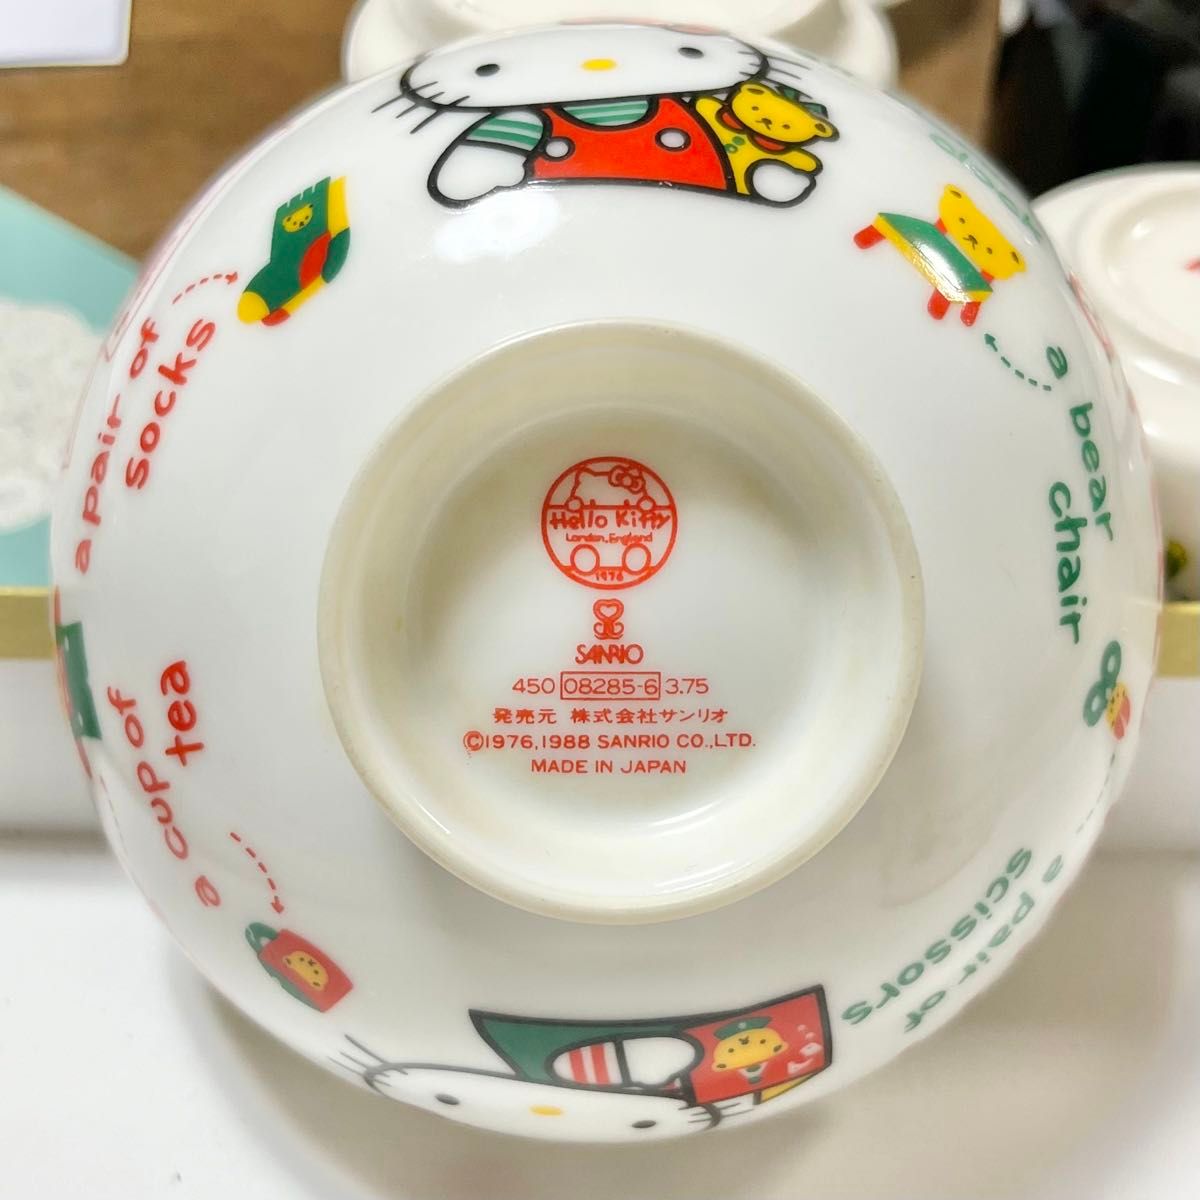 a pair of
socks
a bear
chair
a cup of
tea
a pair of
scissors
Hello Kitty
London, England
1976
SANRIO
450 08285-6 3.75
発売元 株式会社サンリオ
©1976,1988 SANRIO CO.,LTD.
MADE IN JAPAN